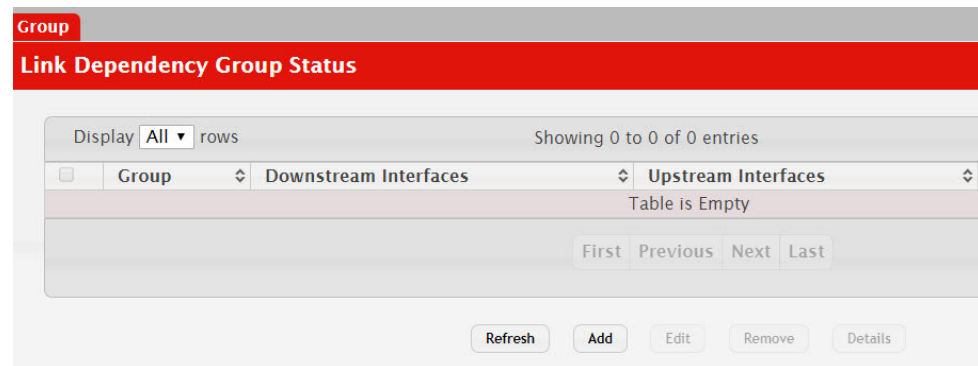 Group
Link Dependency Group Status
Display All rows Showing 0 to 0 of 0 entries
Group Downstream Interfaces Upstream Interfaces
Table is Empty
First Previous Next Last
Refresh Add Edit Remove Details